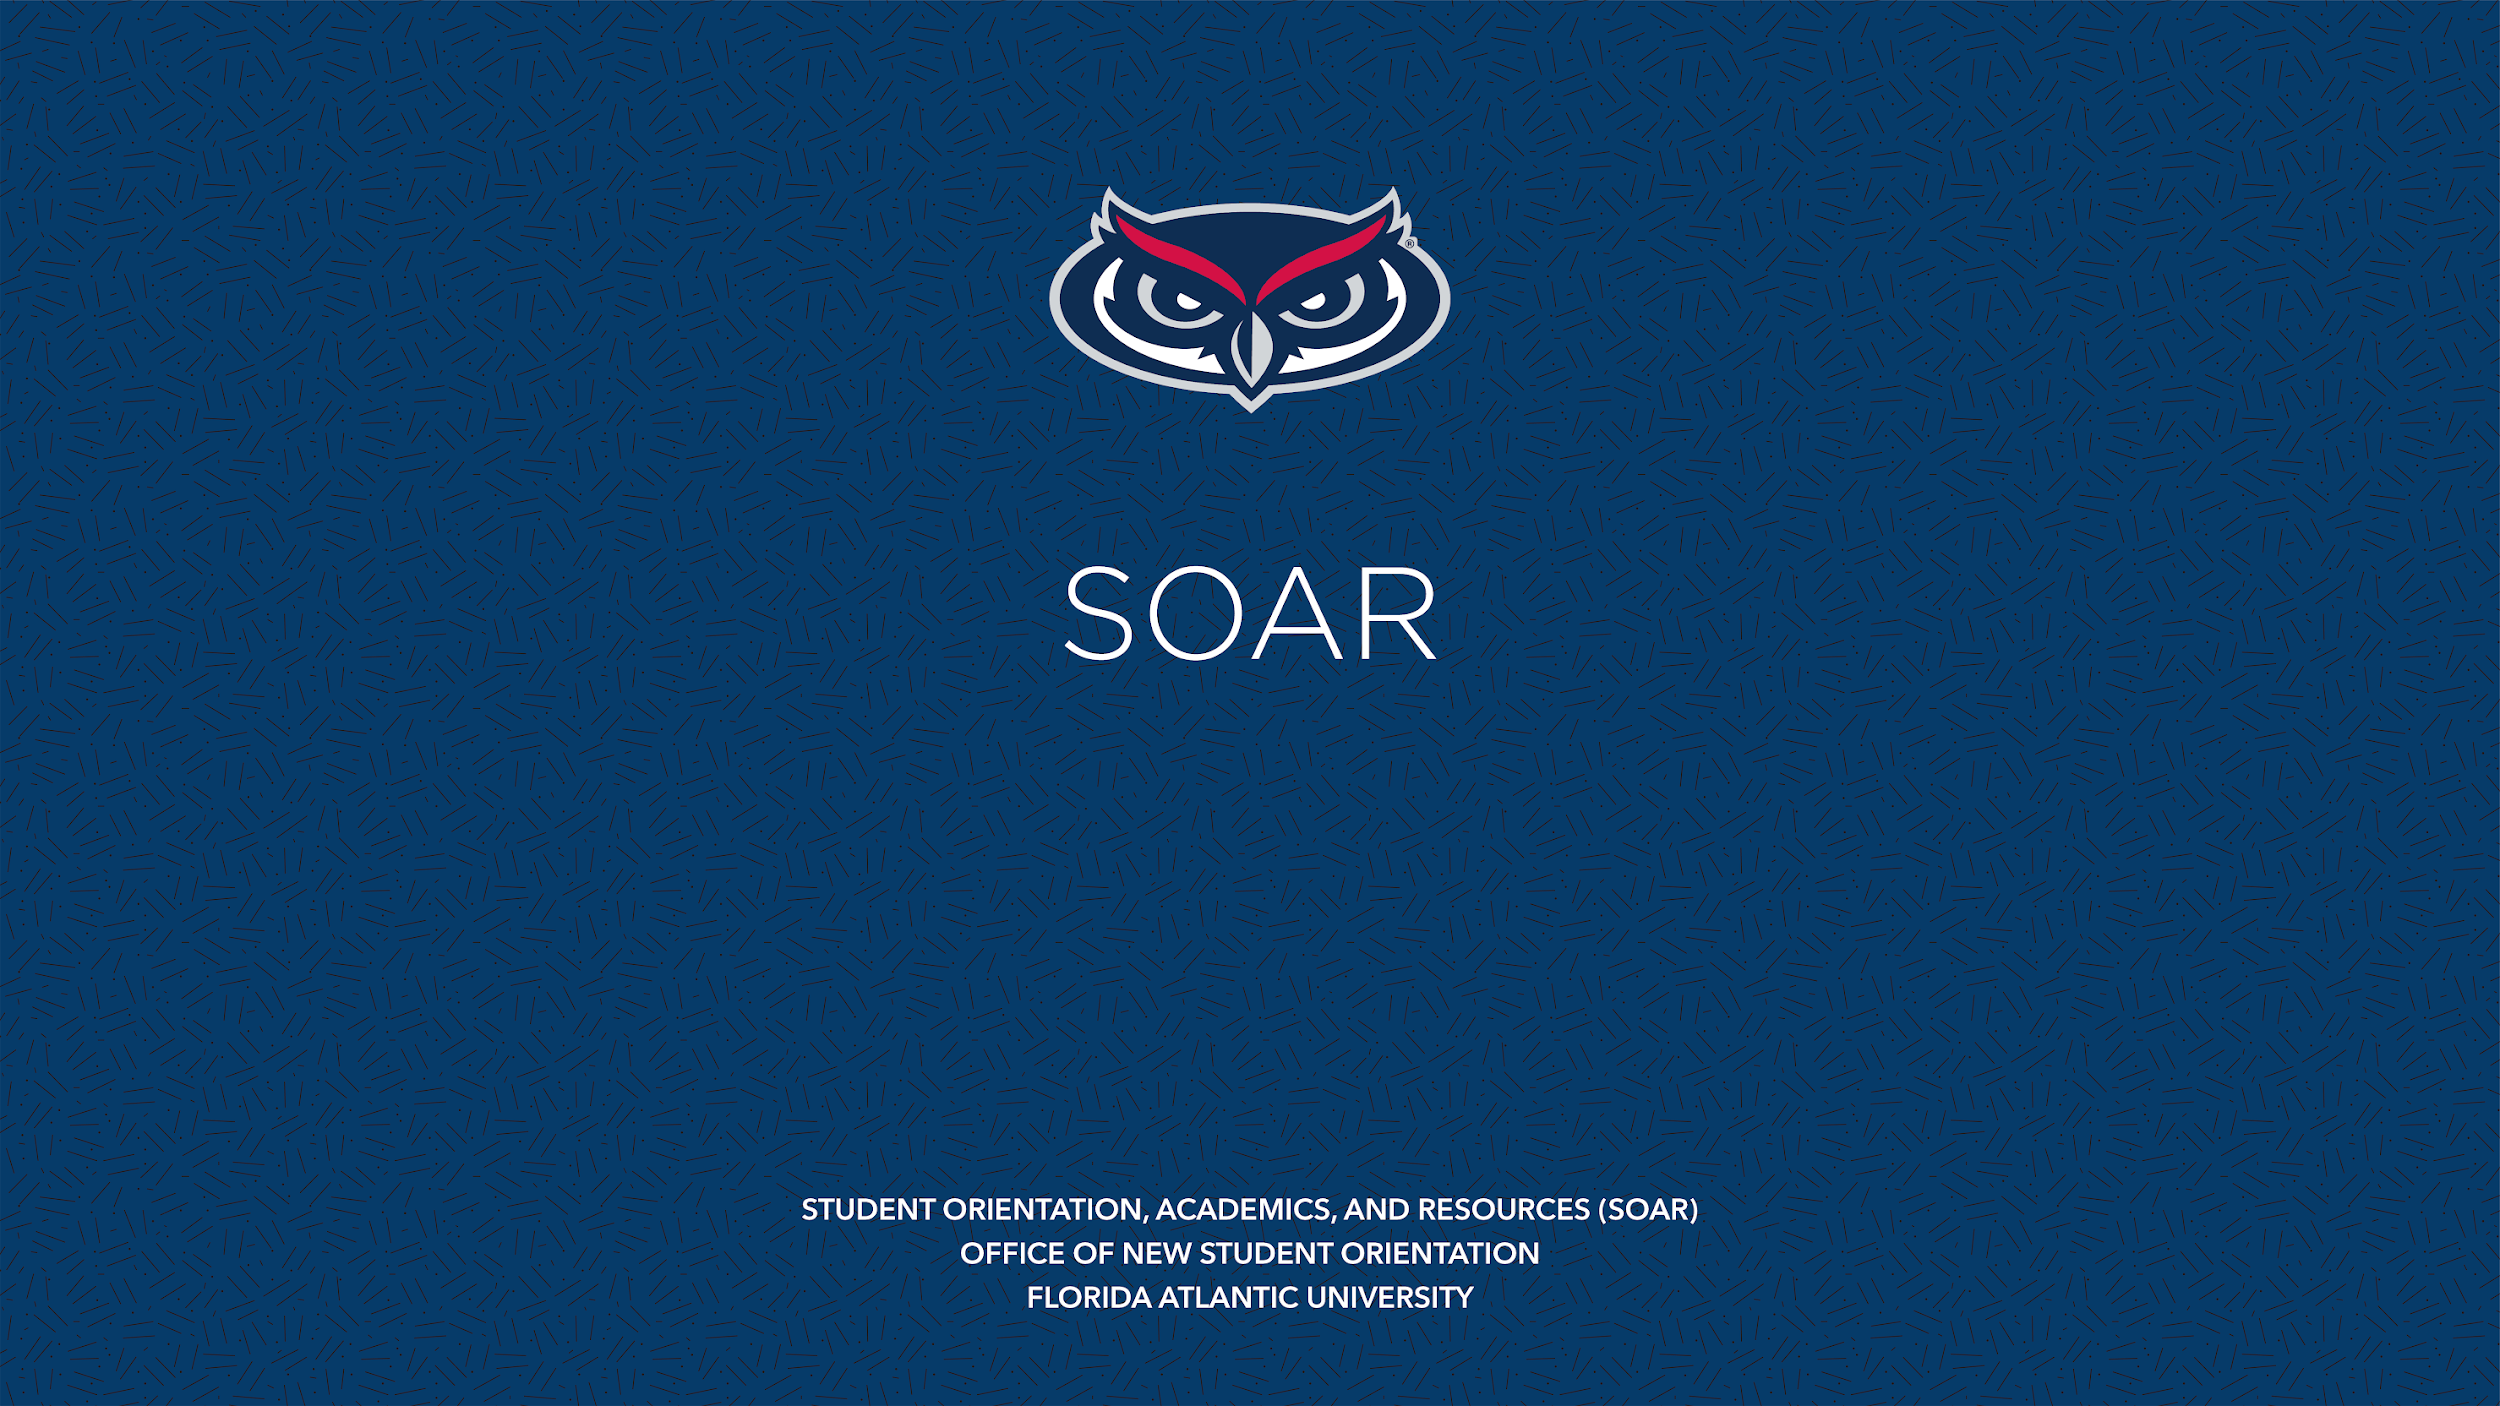 ®
SOAR
STUDENT ORIENTATION, ACADEMICS, AND RESOURCES (SOAR)
OFFICE OF NEW STUDENT ORIENTATION
FLORIDA ATLANTIC UNIVERSITY